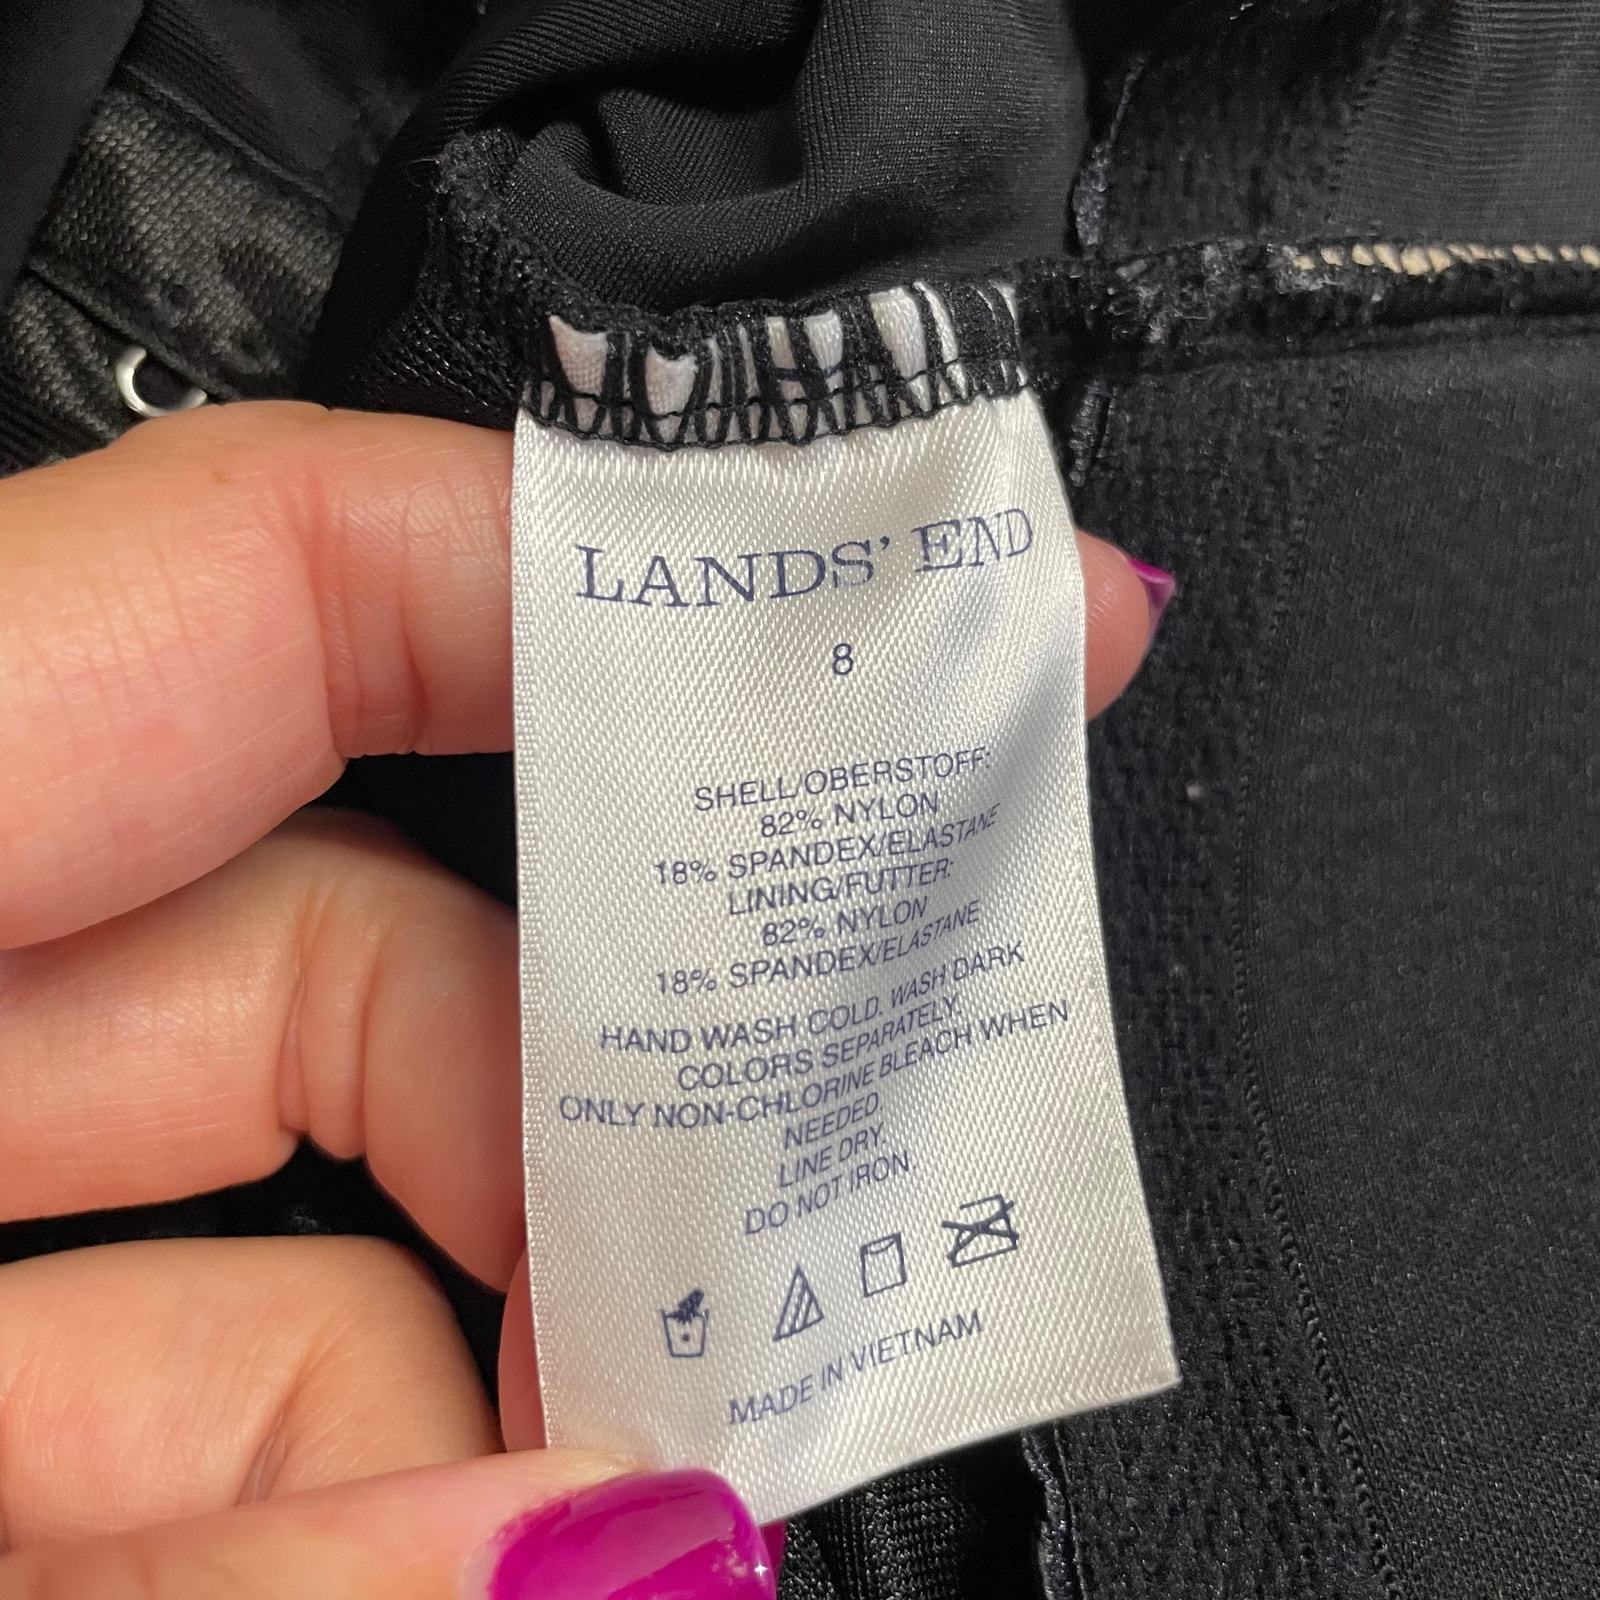 LANDS' END
8
SHELL/OBERSTOFF:
82% NYLON
18% SPANDEX/ELASTANE
LINING/FUTTER:
82% NYLON
18% SPANDEX/ELASTANE
HAND WASH COLD. WASH DARK
COLORS SEPARATELY.
ONLY NON-CHLORINE BLEACH WHEN
NEEDED.
LINE DRY.
DO NOT IRON.
MADE IN VIETNAM